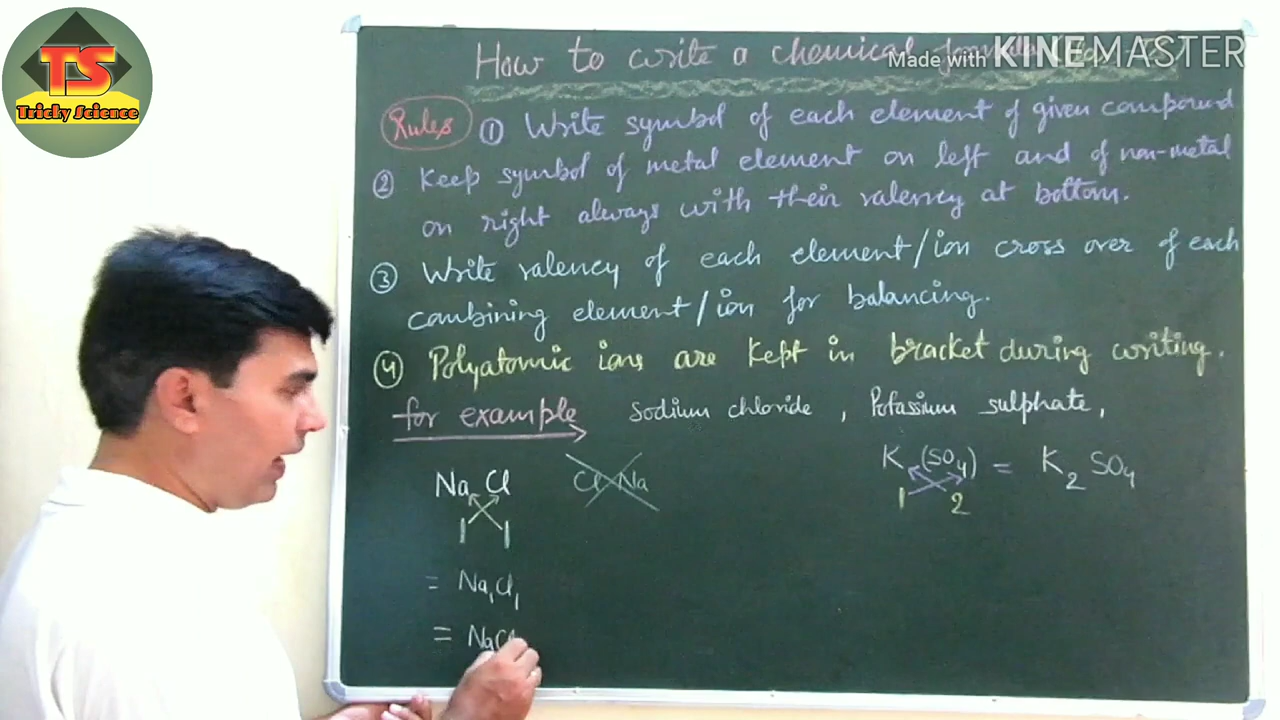 TS
Tricky Science
How to write a chemical formula
Made with KINEMASTER
Rules ① Write symbol of each element of given compound
② Keep symbol of metal element on left and of non-metal
on right always with their valency at bottom.
③ Write valency of each element/ion cross over of each
combining element/ion for balancing.
④ Polyatomic ions are kept in bracket during writing.
for example Sodium chloride, Potassium sulphate,
Na Cl Cl Na K (SO4) = K2 SO4
1 1 1 2
= Na1Cl1
= NaCl